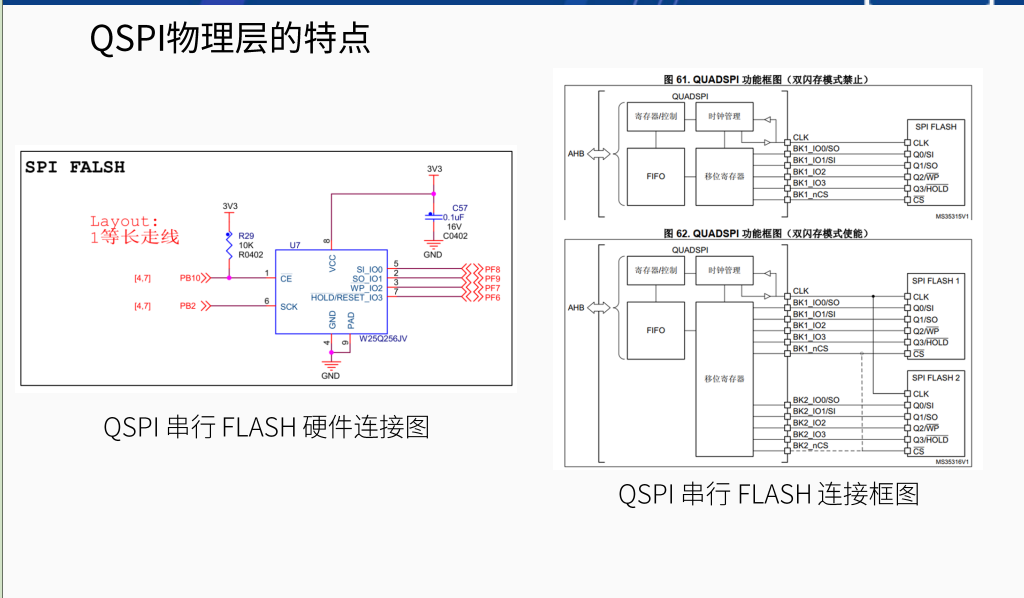 QSPI物理层的特点
SPI FALSH
Layout:
1等长走线
3V3
R29
10K
R0402
[4,7]
PB10
1
[4,7]
PB2
6
U7
8
VCC
CE
SCK
SI_IO0
SO_IO1
WP_IO2
HOLD/RESET_IO3
GND
PAD
4
9
GND
W25Q256JV
5
2
3
7
PF8
PF9
PF7
PF6
3V3
C57
0.1uF
16V
C0402
GND
QSPI 串行 FLASH 硬件连接图
图 61. QUADSPI 功能框图（双闪存模式禁止）
QUADSPI
寄存器/控制
时钟管理
AHB
FIFO
移位寄存器
CLK
BK1_IO0/SO
BK1_IO1/SI
BK1_IO2
BK1_IO3
BK1_nCS
SPI FLASH
CLK
Q0/SI
Q1/SO
Q2/WP
Q3/HOLD
CS
MS35315V1
图 62. QUADSPI 功能框图（双闪存模式使能）
QUADSPI
寄存器/控制
时钟管理
AHB
FIFO
移位寄存器
CLK
BK1_IO0/SO
BK1_IO1/SI
BK1_IO2
BK1_IO3
BK1_nCS
SPI FLASH 1
CLK
Q0/SI
Q1/SO
Q2/WP
Q3/HOLD
CS
BK2_IO0/SO
BK2_IO1/SI
BK2_IO2
BK2_IO3
BK2_nCS
SPI FLASH 2
CLK
Q0/SI
Q1/SO
Q2/WP
Q3/HOLD
CS
MS35316V1
QSPI 串行 FLASH 连接框图